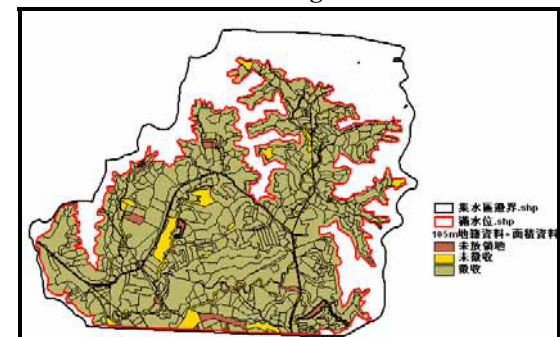 集水區邊界.shp
滿水位.shp
105m地籍資料+面積資料
未放領地
未徵收
徵收